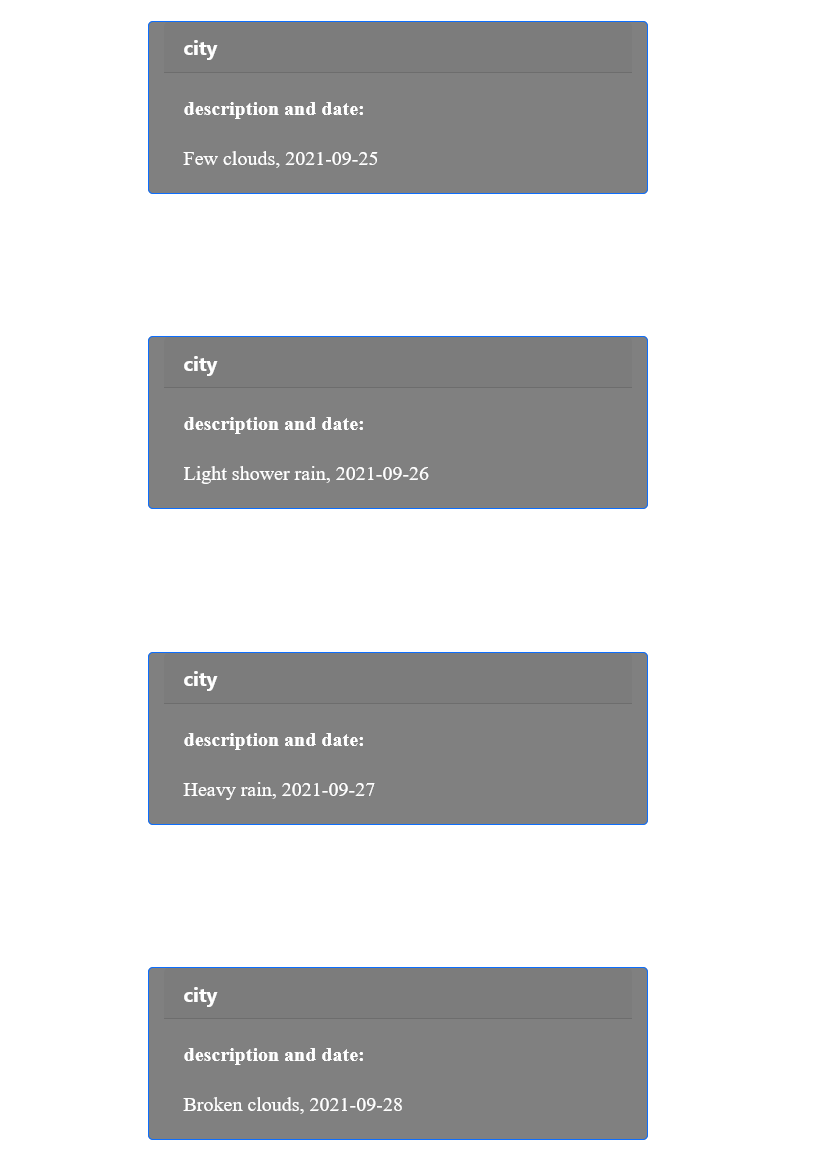 city
description and date:
Few clouds, 2021-09-25
city
description and date:
Light shower rain, 2021-09-26
city
description and date:
Heavy rain, 2021-09-27
city
description and date:
Broken clouds, 2021-09-28